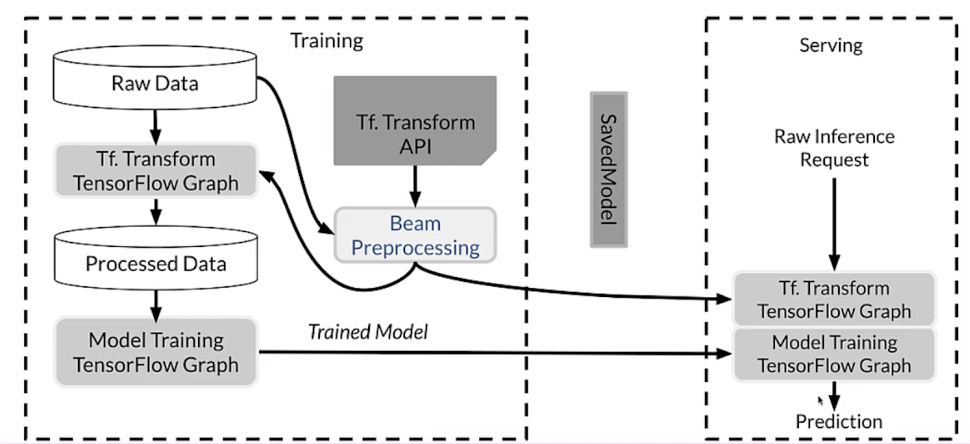 Training
Raw Data
Tf. Transform
API
Tf. Transform
TensorFlow Graph
Beam
Preprocessing
Processed Data
Trained Model
Model Training
TensorFlow Graph
SavedModel
Serving
Raw Inference
Request
Tf. Transform
TensorFlow Graph
Model Training
TensorFlow Graph
Prediction